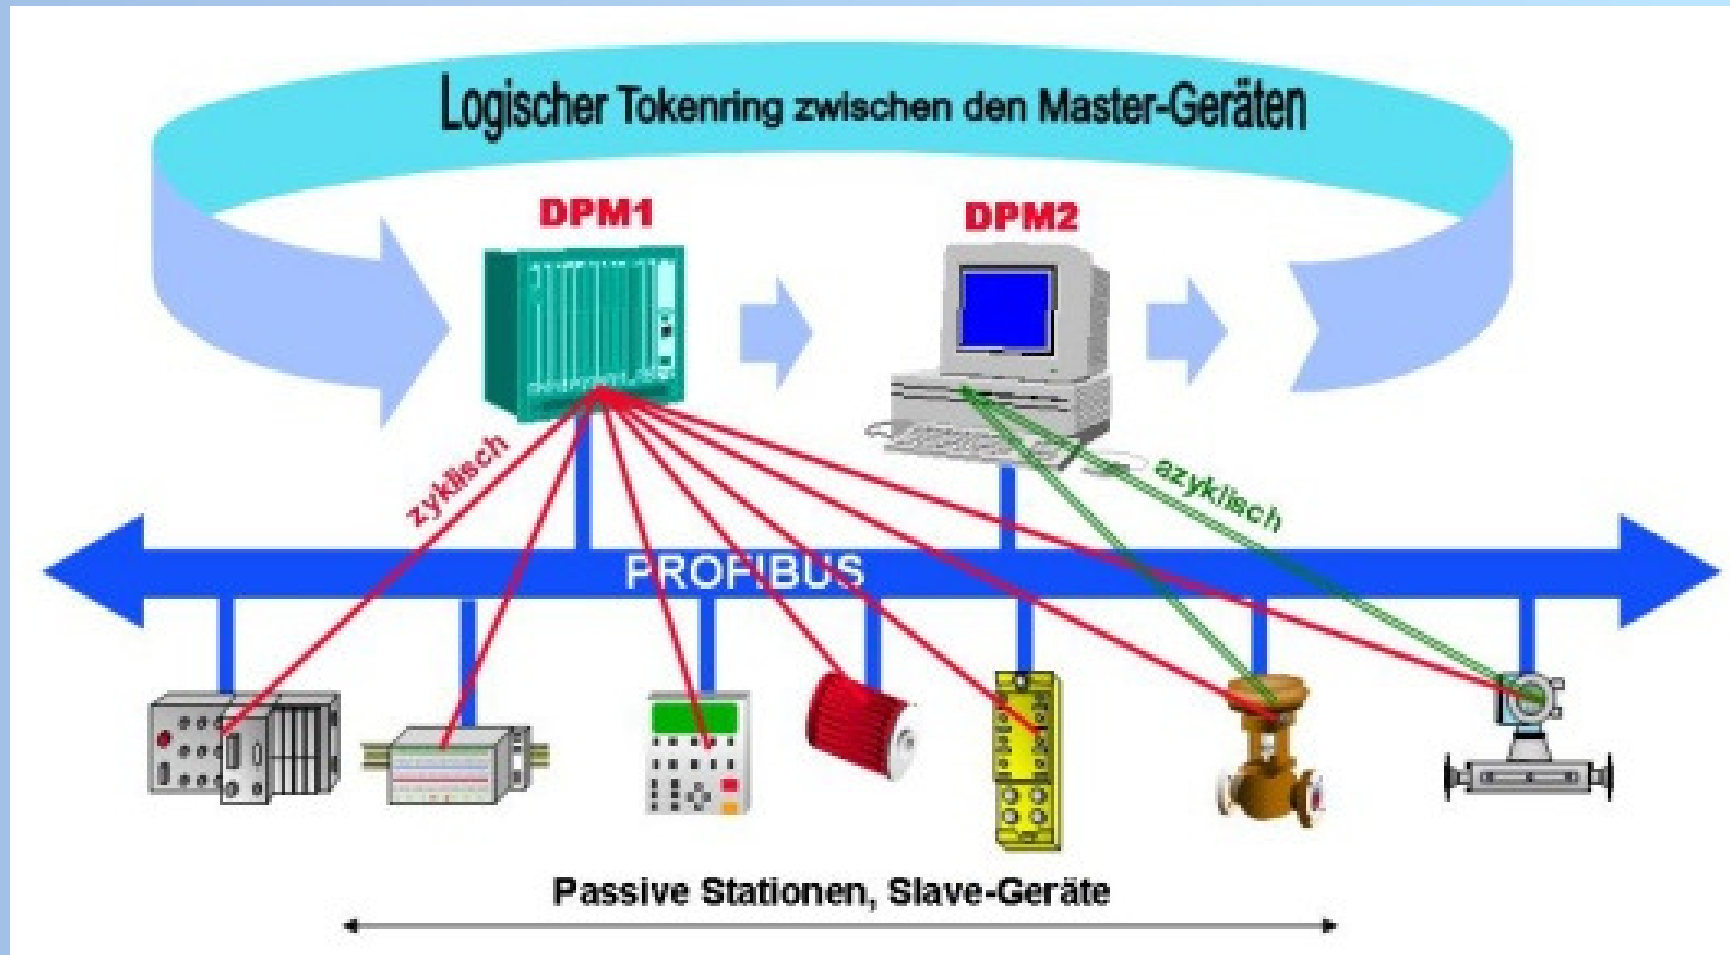 Logischer Tokenring zwischen den Master-Geräten
DPM1
DPM2
zyklisch
azyklisch
PROFIBUS
Passive Stationen, Slave-Geräte